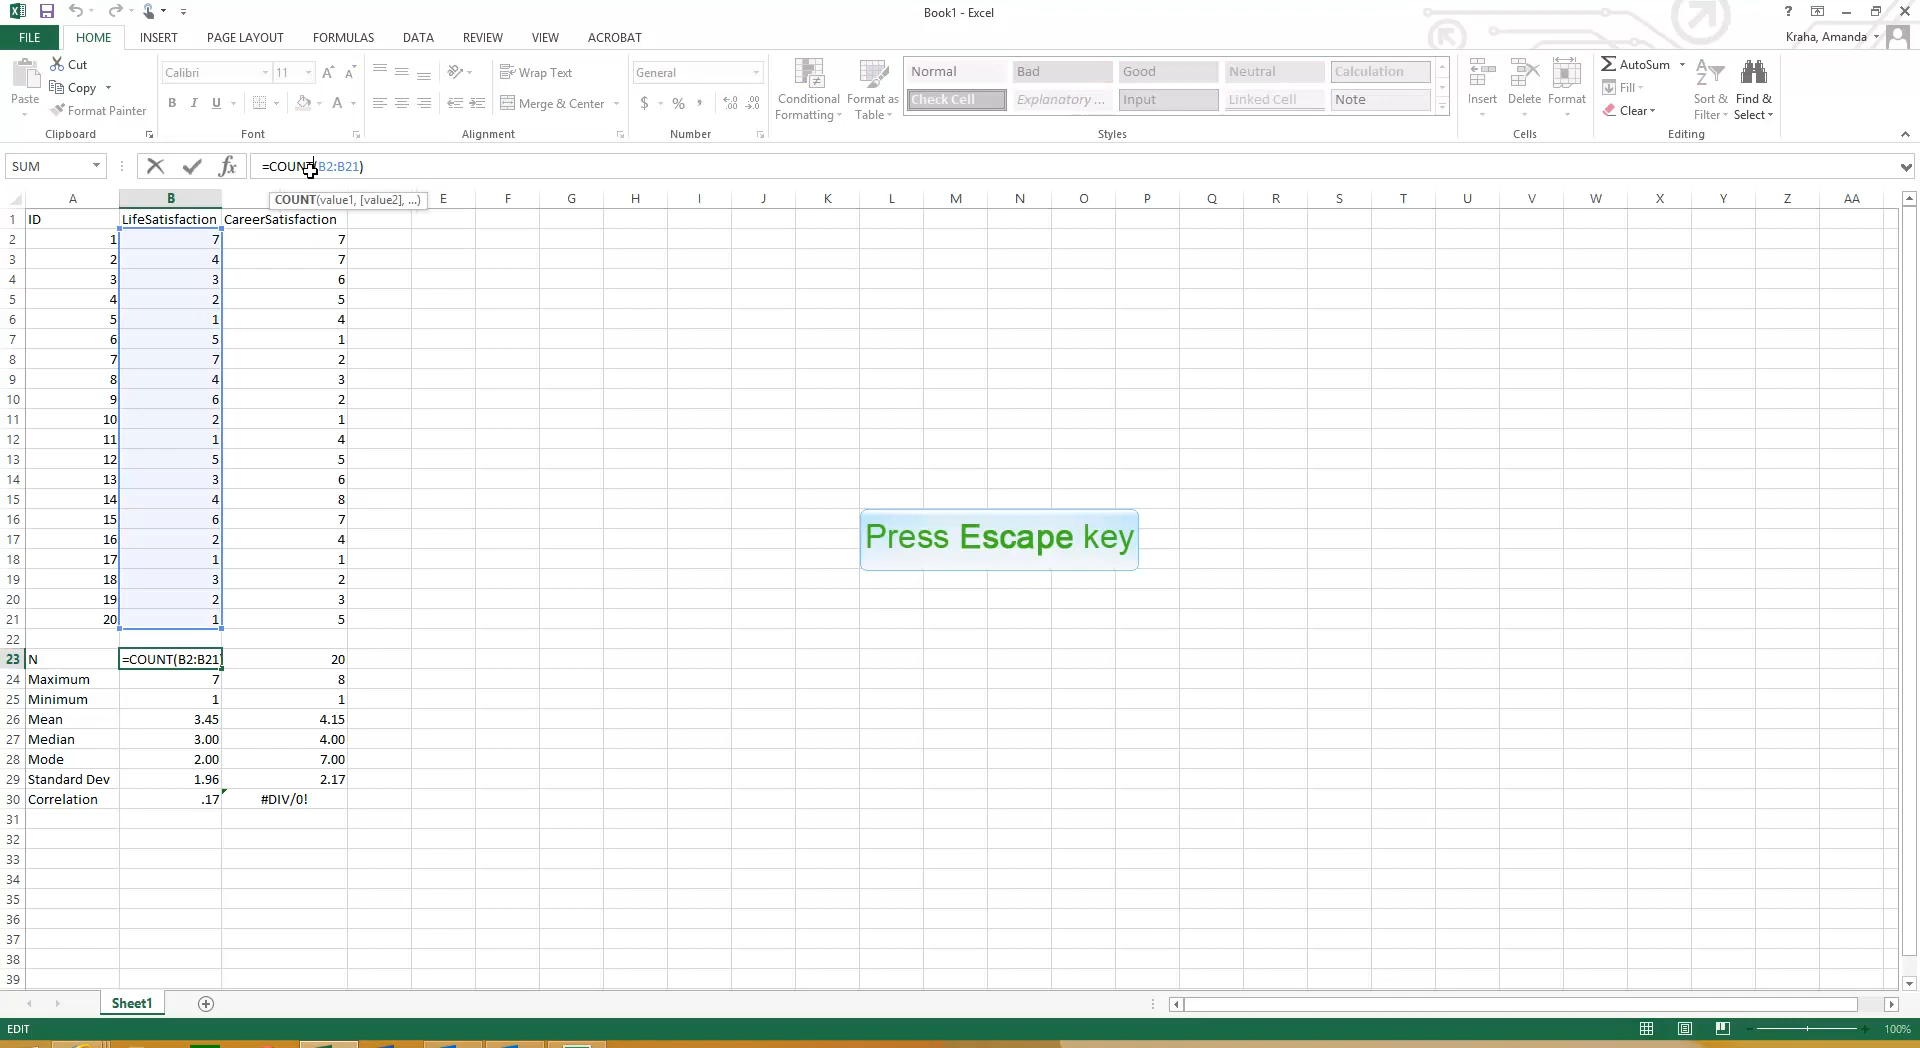 Book1 - Excel
?
Kraha, Amanda
FILE HOME INSERT PAGE LAYOUT FORMULAS DATA REVIEW VIEW ACROBAT
Paste
Cut
Copy
Format Painter
Clipboard
Calibri 11
B I U
Font
Wrap Text
Merge & Center
Alignment
General
$ % ,
Number
Conditional Formatting
Format as Table
Normal Bad Good Neutral Calculation
Check Cell Explanatory ... Input Linked Cell Note
Styles
Insert Delete Format
Cells
AutoSum
Fill
Clear
Sort & Filter
Find & Select
Editing
SUM fx =COUNT(B2:B21)
COUNT(value1, [value2], ...)
A B E F G H I J K L M N O P Q R S T U V W X Y Z AA
1 ID LifeSatisfaction CareerSatisfaction
2 1 7 7
3 2 4 7
4 3 3 6
5 4 2 5
6 5 1 4
7 6 5 1
8 7 7 2
9 8 4 3
10 9 6 2
11 10 2 1
12 11 1 4
13 12 5 5
14 13 3 6
15 14 4 8
16 15 6 7
17 16 2 4
18 17 1 1
19 18 3 2
20 19 2 3
21 20 1 5
22
23 N =COUNT(B2:B21) 20
24 Maximum 7 8
25 Minimum 1 1
26 Mean 3.45 4.15
27 Median 3.00 4.00
28 Mode 2.00 7.00
29 Standard Dev 1.96 2.17
30 Correlation .17 #DIV/0!
31
32
33
34
35
36
37
38
39
Press Escape key
Sheet1
EDIT
100%